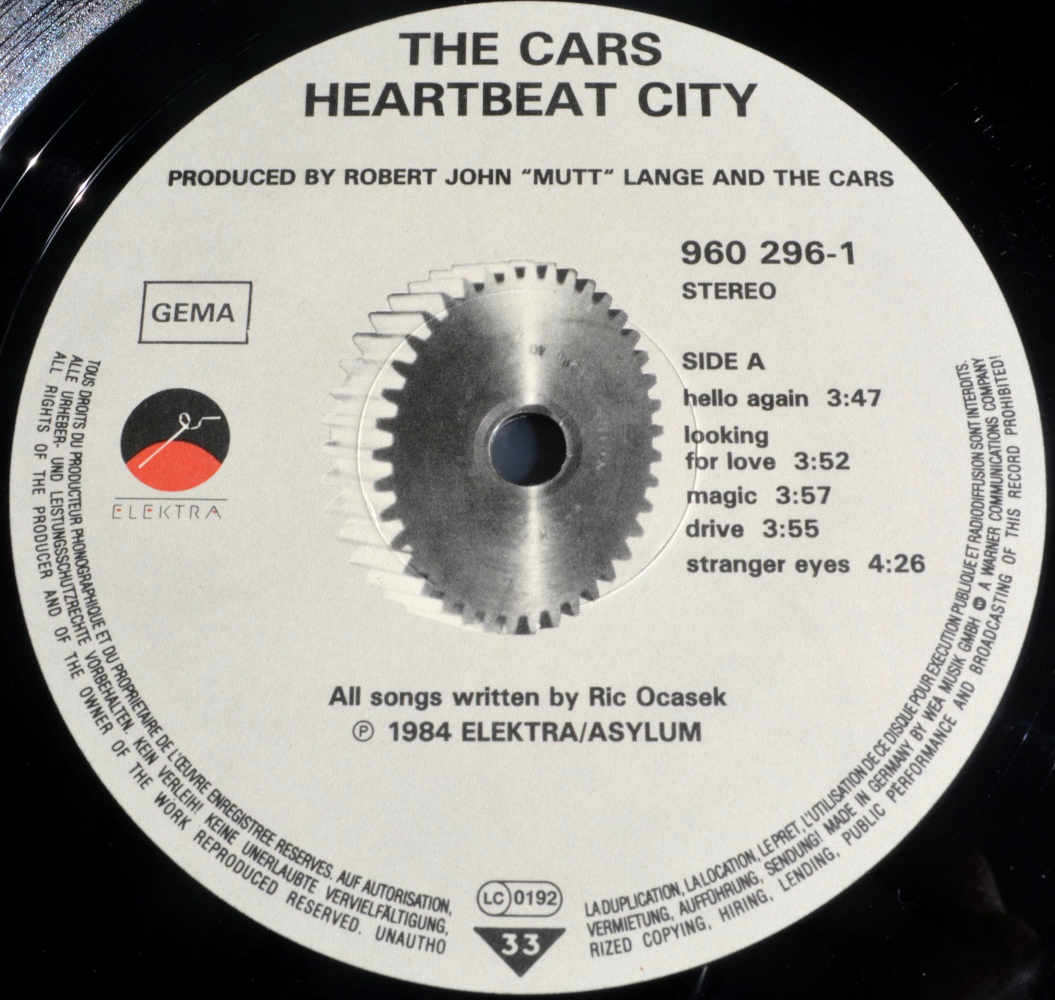 THE CARS
HEARTBEAT CITY
PRODUCED BY ROBERT JOHN "MUTT" LANGE AND THE CARS
960 296-1
STEREO
GEMA
ELEKTRA
SIDE A
hello again 3:47
looking
for love 3:52
magic 3:57
drive 3:55
stranger eyes 4:26
All songs written by Ric Ocasek
℗ 1984 ELEKTRA/ASYLUM
TOUS DROITS DU PRODUCTEUR PHONOGRAPHIQUE ET DU PROPRIETAIRE DE L'ŒUVRE ENREGISTREE RESERVES. AUF AUTORISATION,
LA DUPLICATION, LA LOCATION, LE PRET, L'UTILISATION DE CE DISQUE POUR EXECUTION PUBLIQUE ET RADIODIFFUSION SONT INTERDITS.
ALLE URHEBER- UND LEISTUNGSSCHUTZRECHTE VORBEHALTEN. KEIN VERLEIH! KEINE UNERLAUBTE VERVIELFÄLTIGUNG,
VERMIETUNG, AUFFÜHRUNG, SENDUNG! MADE IN GERMANY BY WEA MUSIK GMBH A WARNER COMMUNICATIONS COMPANY
ALL RIGHTS OF THE PRODUCER AND OF THE OWNER OF THE WORK REPRODUCED RESERVED. UNAUTHO
RIZED COPYING, HIRING, LENDING, PUBLIC PERFORMANCE AND BROADCASTING OF THIS RECORD PROHIBITED!
LC 0192
33